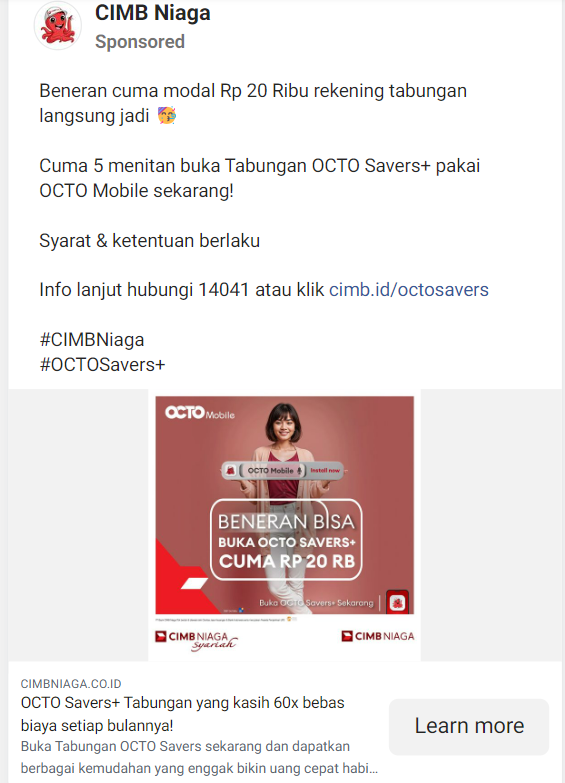 CIMB Niaga
Sponsored
Beneran cuma modal Rp 20 Ribu rekening tabungan
langsung jadi 🥳
Cuma 5 menitan buka Tabungan OCTO Savers+ pakai
OCTO Mobile sekarang!
Syarat & ketentuan berlaku
Info lanjut hubungi 14041 atau klik cimb.id/octosavers
#CIMBNiaga
#OCTOSavers+
OCTO Mobile
OCTO Mobile Install now
BENERAN BISA
BUKA OCTO SAVERS+
CUMA RP 20 RB
Buka OCTO Savers+ Sekarang
CIMB NIAGA
syariah
CIMB NIAGA
CIMBNIAGA.CO.ID
OCTO Savers+ Tabungan yang kasih 60x bebas
biaya setiap bulannya!
Learn more
Buka Tabungan OCTO Savers sekarang dan dapatkan
berbagai kemudahan yang enggak bikin uang cepat habi...